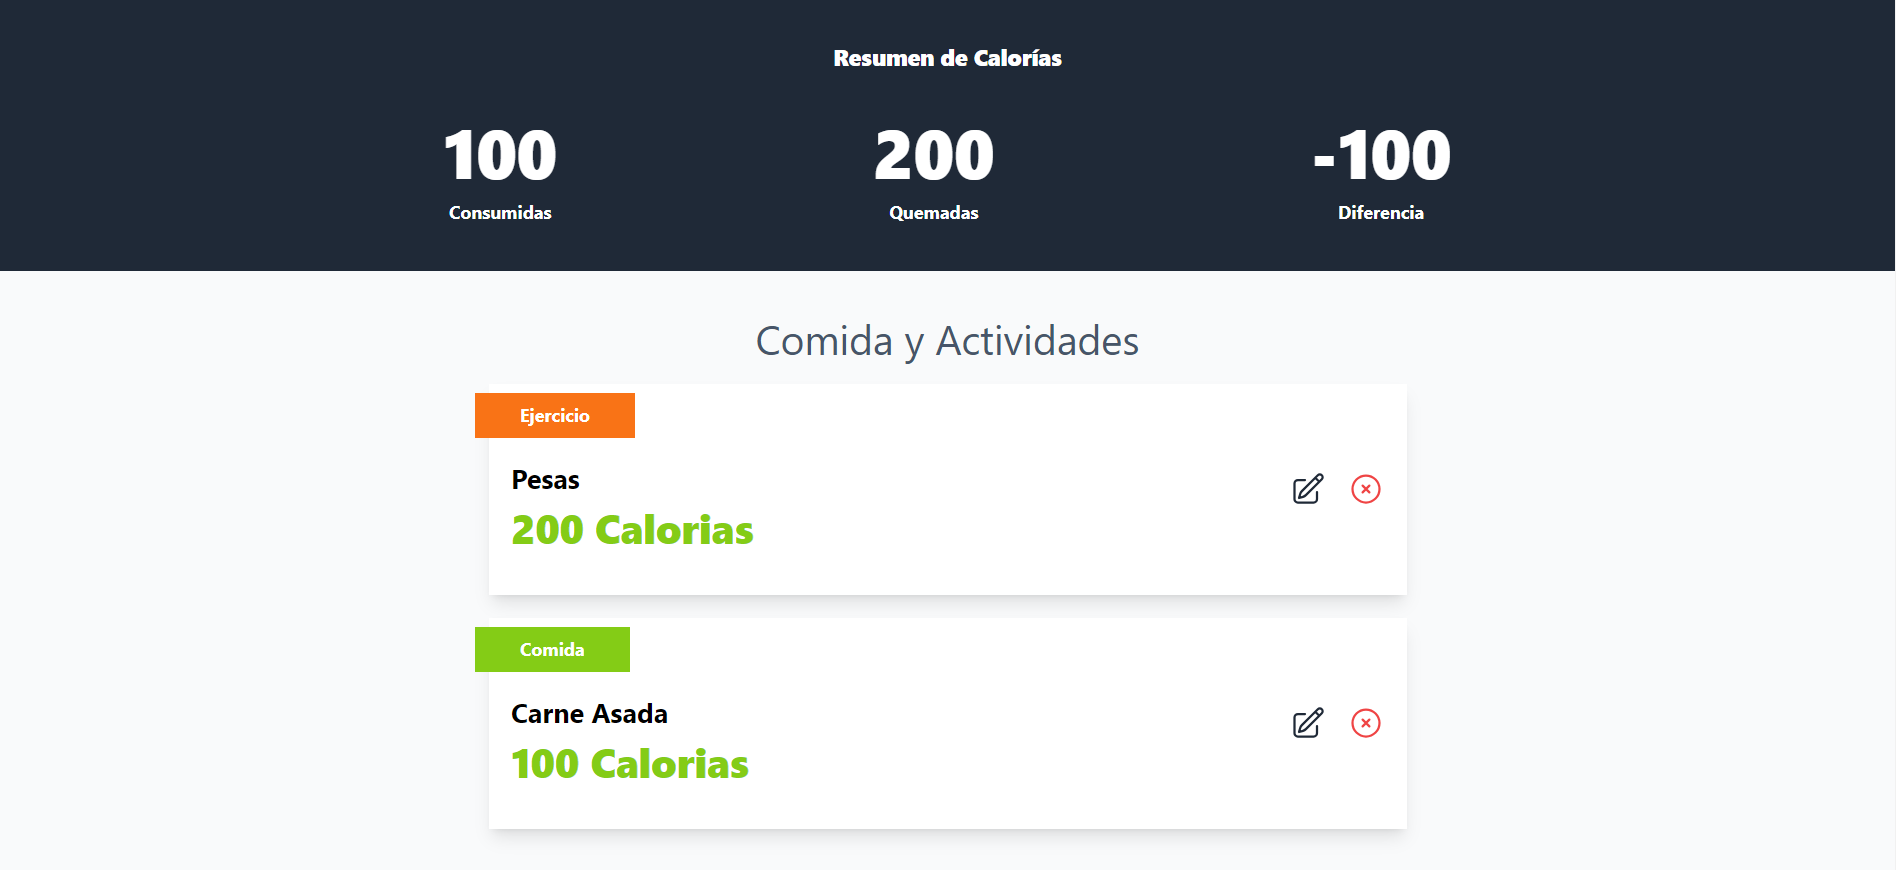 Resumen de Calorías
100 200 -100
Consumidas Quemadas Diferencia
Comida y Actividades
Ejercicio
Pesas
200 Calorias
Comida
Carne Asada
100 Calorias